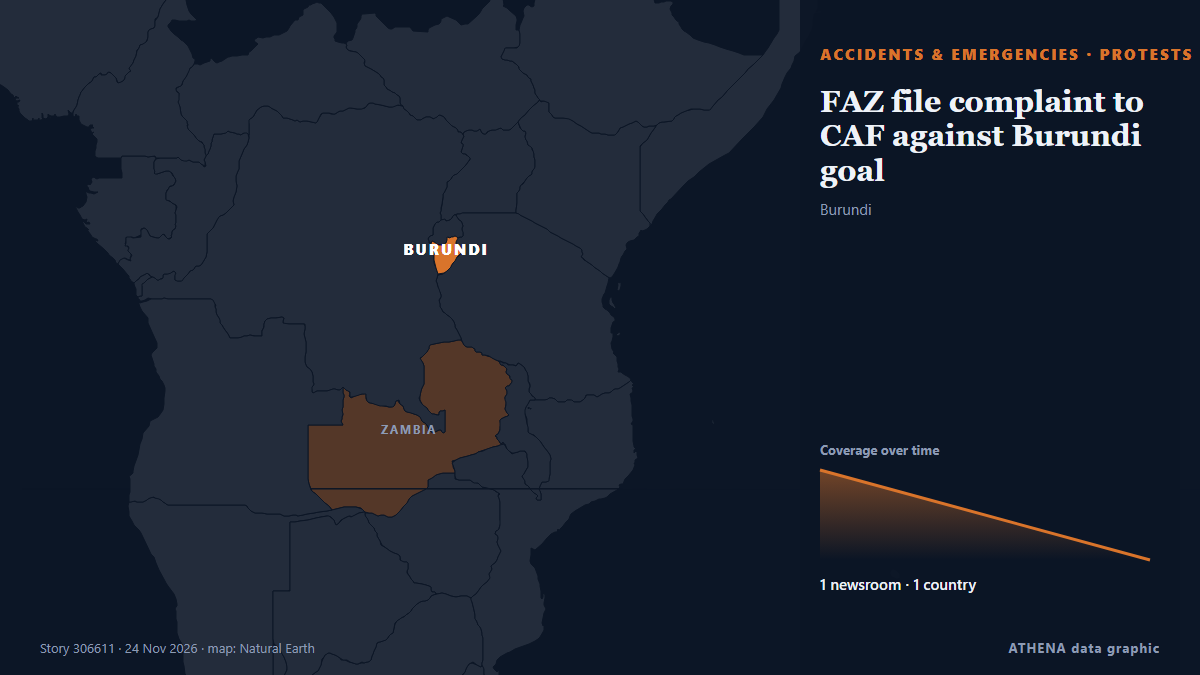 ACCIDENTS & EMERGENCIES · PROTESTS
FAZ file complaint to
CAF against Burundi
goal
Burundi
BURUNDI
ZAMBIA
Coverage over time
1 newsroom · 1 country
Story 306611 · 24 Nov 2026 · map: Natural Earth
ATHENA data graphic